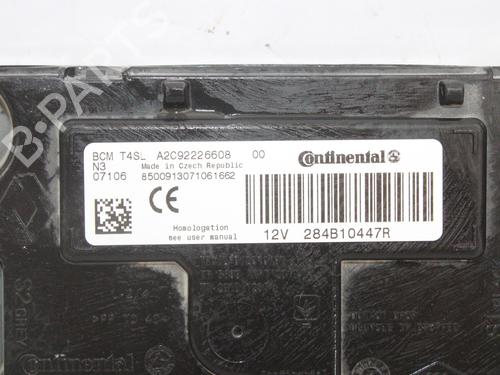 BCM T4SL A2C92226608 00
N3 Made in Czech Republic
07106 8500913071061662
Continental
CE
Homologation
see user manual
12V 284B10447R
B-PARTS
Continental